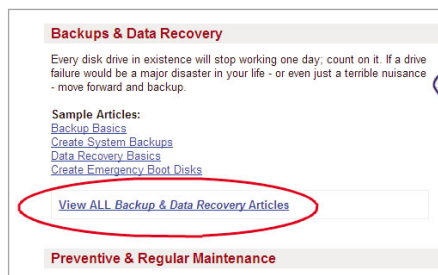 Backups & Data Recovery
Every disk drive in existence will stop working one day; count on it. If a drive
failure would be a major disaster in your life - or even just a terrible nuisance
- move forward and backup.
Sample Articles:
Backup Basics
Create System Backups
Data Recovery Basics
Create Emergency Boot Disks
View ALL Backup & Data Recovery Articles
Preventive & Regular Maintenance